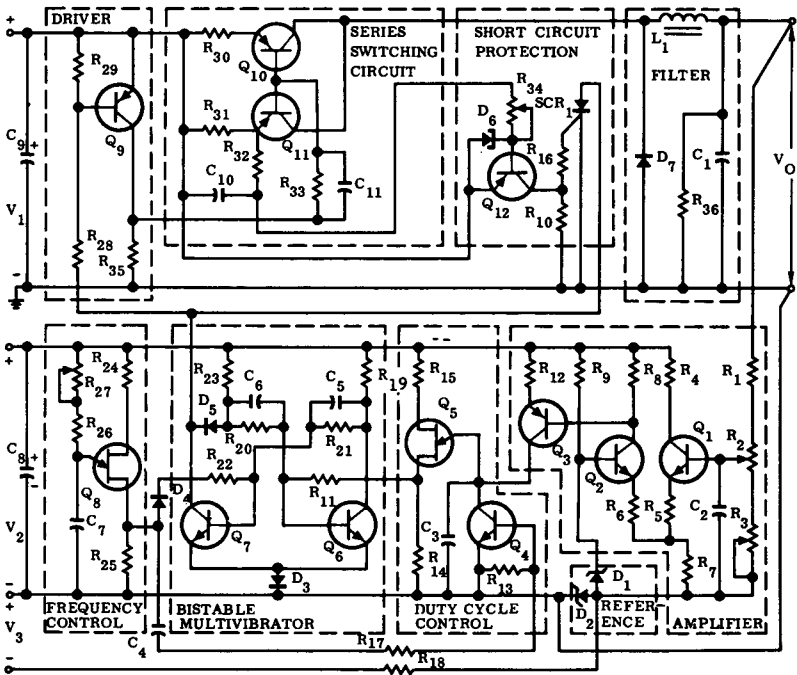 DRIVER
SERIES
SWITCHING
CIRCUIT
SHORT CIRCUIT
PROTECTION
FILTER
+
R29
Q9
C9 +
V1
R28
R35
-
R30
Q10
R31
Q11
R32
C10
R33
C11
D6
R34
SCR1
R16
Q12
R10
L1
D7
R36
C1
VO
+
R24
R27
R26
C8 +
-
Q8
C7
R25
V2
-
+
V3
-
FREQUENCY
CONTROL
R23
C6
C5
R19
D5
R20
R21
R22
D4
R11
Q7
Q6
D3
BISTABLE
MULTIVIBRATOR
C4
R17
R18
R15
Q5
C3
Q4
R14
R13
DUTY CYCLE
CONTROL
R12
R9
R8
R4
R1
Q3
Q2
Q1
R2
R6
R5
C2
R3
R7
D1
D2
REFER-
ENCE
AMPLIFIER